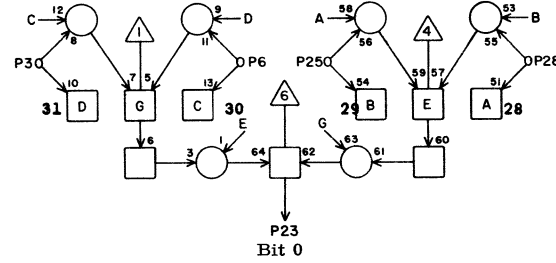 C 12 8 1 9 D 11 A 58 56 4 53 B 55
P3 7 5 P6 P25 59 57 P28
10 13 6 54 51
31 D G C 30 29 B E A 28
6 E G 60
3 1 64 62 63 61
P23
Bit 0